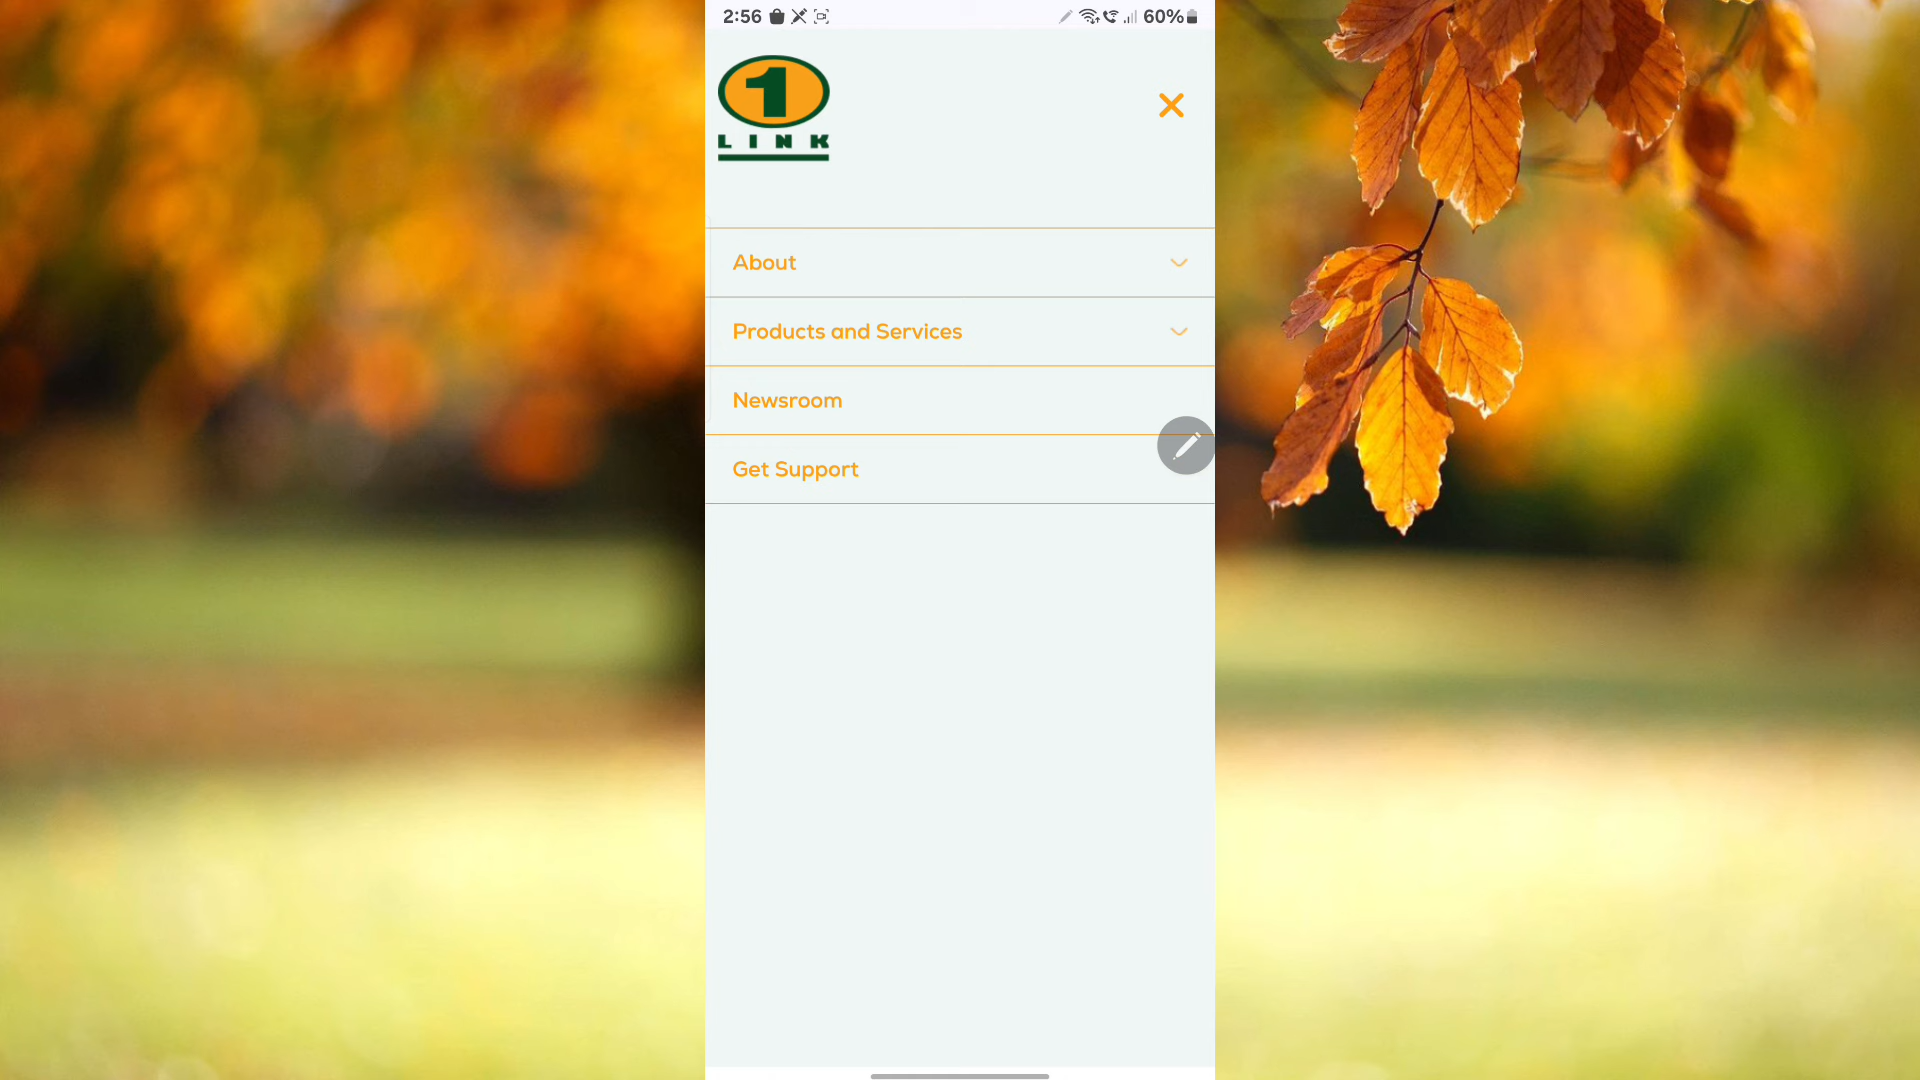 2:56
60%
1
LINK
About
Products and Services
Newsroom
Get Support